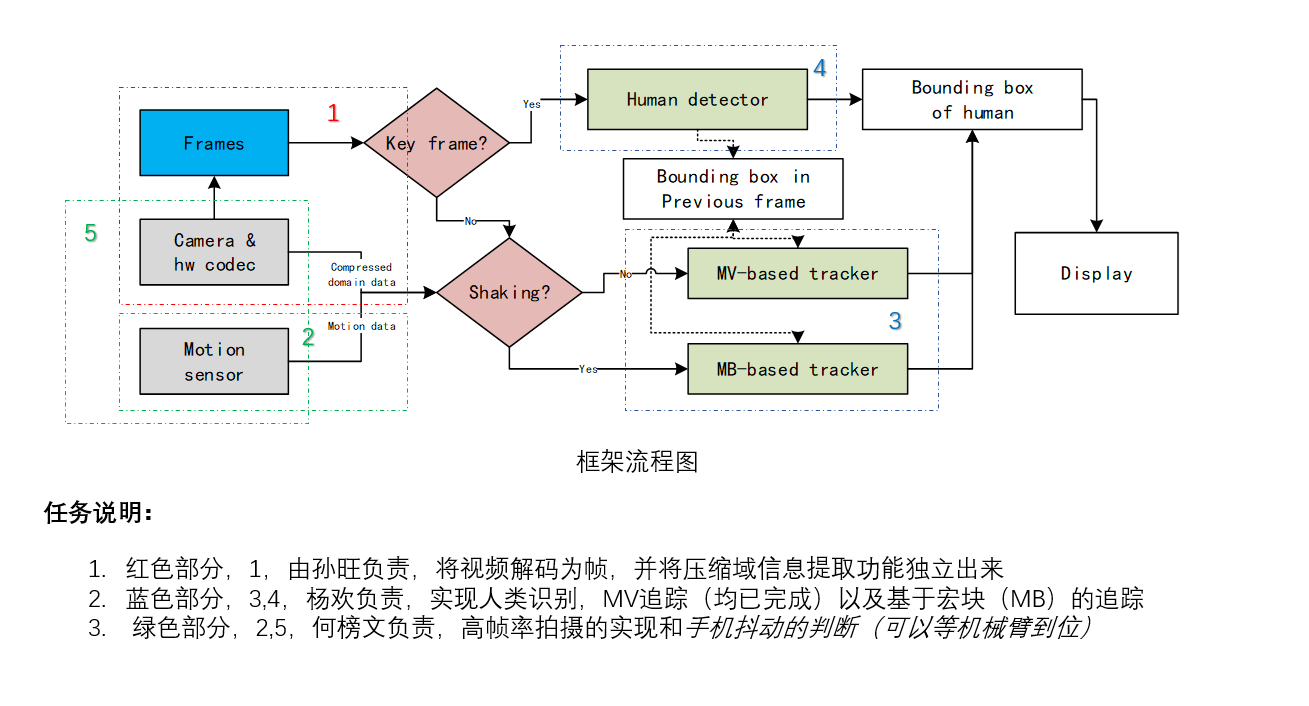 4
1
Human detector
Bounding box
of human
Yes
Frames
Key frame?
Bounding box in
Previous frame
No
5
Camera &
hw codec
Compressed
domain data
Shaking?
No
MV-based tracker
Display
2
Motion data
3
Motion
sensor
Yes
MB-based tracker
框架流程图
任务说明:
1. 红色部分，1，由孙旺负责，将视频解码为帧，并将压缩域信息提取功能独立出来
2. 蓝色部分，3,4，杨欢负责，实现人类识别，MV追踪（均已完成）以及基于宏块（MB）的追踪
3. 绿色部分，2,5，何榜文负责，高帧率拍摄的实现和手机抖动的判断（可以等机械臂到位）